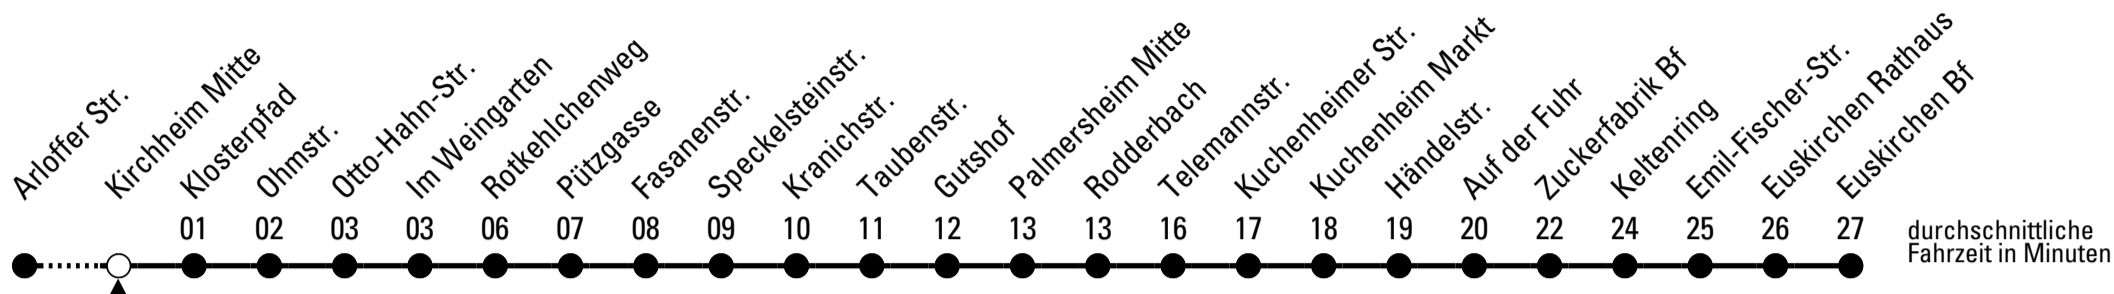 Arloffer Str.
Kirchheim Mitte
Klosterpfad
Ohmstr.
Otto-Hahn-Str.
Im Weingarten
Rotkehlchenweg
Pützgasse
Fasanenstr.
Speckelsteinstr.
Kranichstr.
Taubenstr.
Gutshof
Palmersheim Mitte
Rodderbach
Telemannstr.
Kuchenheimer Str.
Kuchenheim Markt
Händelstr.
Auf der Fuhr
Zuckerfabrik Bf
Keltenring
Emil-Fischer-Str.
Euskirchen Rathaus
Euskirchen Bf
01 02 03 03 06 07 08 09 10 11 12 13 13 16 17 18 19 20 22 24 25 26 27
durchschnittliche
Fahrzeit in Minuten